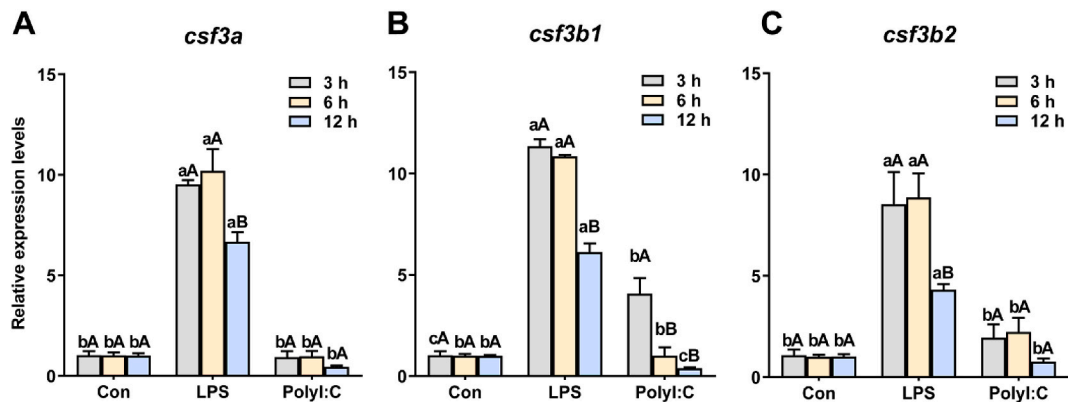 A
csf3a
Relative expression levels
15
10
5
0
3 h
6 h
12 h
bA bA bA
aA
aA
aB
bA bA
bA
Con
LPS
PolyI:C
B
csf3b1
15
10
5
0
3 h
6 h
12 h
cA bA bA
aA
aA
aB
bA
bB
cB
Con
LPS
PolyI:C
C
csf3b2
15
10
5
0
3 h
6 h
12 h
bA bA bA
aA aA
aB
bA
bA
bA
Con
LPS
PolyI:C